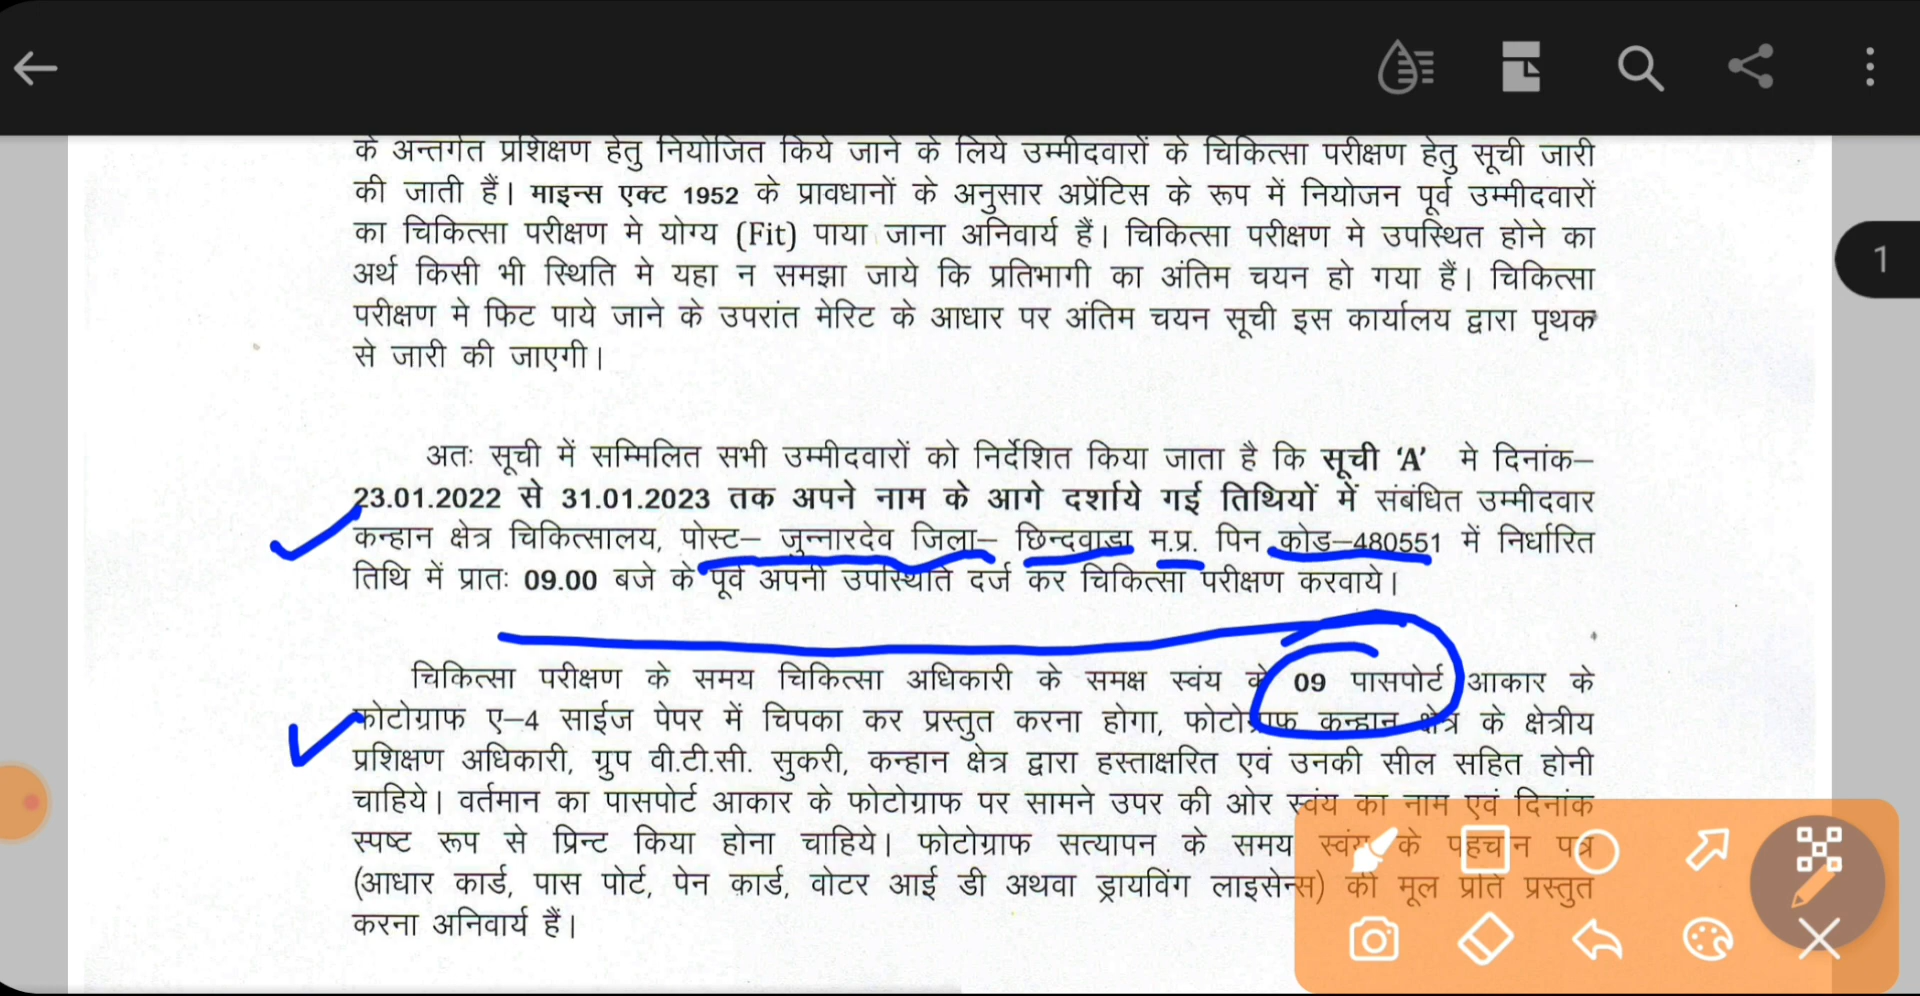 के अन्तर्गत प्रशिक्षण हेतु नियोजित किये जाने के लिये उम्मीदवारों के चिकित्सा परीक्षण हेतु सूची जारी
की जाती हैं। माइन्स एक्ट 1952 के प्रावधानों के अनुसार अप्रेंटिस के रूप में नियोजन पूर्व उम्मीदवारों
का चिकित्सा परीक्षण मे योग्य (Fit) पाया जाना अनिवार्य हैं। चिकित्सा परीक्षण मे उपस्थित होने का
अर्थ किसी भी स्थिति मे यहा न समझा जाये कि प्रतिभागी का अंतिम चयन हो गया हैं। चिकित्सा
परीक्षण मे फिट पाये जाने के उपरांत मेरिट के आधार पर अंतिम चयन सूची इस कार्यालय द्वारा पृथक
से जारी की जाएगी।
1
अतः सूची में सम्मिलित सभी उम्मीदवारों को निर्देशित किया जाता है कि सूची ‘A’ मे दिनांक–
23.01.2022 से 31.01.2023 तक अपने नाम के आगे दर्शाये गई तिथियों में संबंधित उम्मीदवार
कन्हान क्षेत्र चिकित्सालय, पोस्ट– जुन्नारदेव जिला– छिन्दवाडा म.प्र. पिन कोड–480551 में निर्धारित
तिथि में प्रातः 09.00 बजे के पूर्व अपनी उपस्थिति दर्ज कर चिकित्सा परीक्षण करवाये।
चिकित्सा परीक्षण के समय चिकित्सा अधिकारी के समक्ष स्वंय के 09 पासपोर्ट आकार के
फोटोग्राफ ए–4 साईज पेपर में चिपका कर प्रस्तुत करना होगा, फोटोग्राफ कन्हान क्षेत्र के क्षेत्रीय
प्रशिक्षण अधिकारी, ग्रुप वी.टी.सी. सुकरी, कन्हान क्षेत्र द्वारा हस्ताक्षरित एवं उनकी सील सहित होनी
चाहिये। वर्तमान का पासपोर्ट आकार के फोटोग्राफ पर सामने उपर की ओर स्वंय का नाम एवं दिनांक
स्पष्ट रूप से प्रिन्ट किया होना चाहिये। फोटोग्राफ सत्यापन के समय स्वंय के पहचान पत्र
(आधार कार्ड, पास पोर्ट, पेन कार्ड, वोटर आई डी अथवा ड्रायविंग लाइसेन्स) की मूल प्रति प्रस्तुत
करना अनिवार्य हैं।